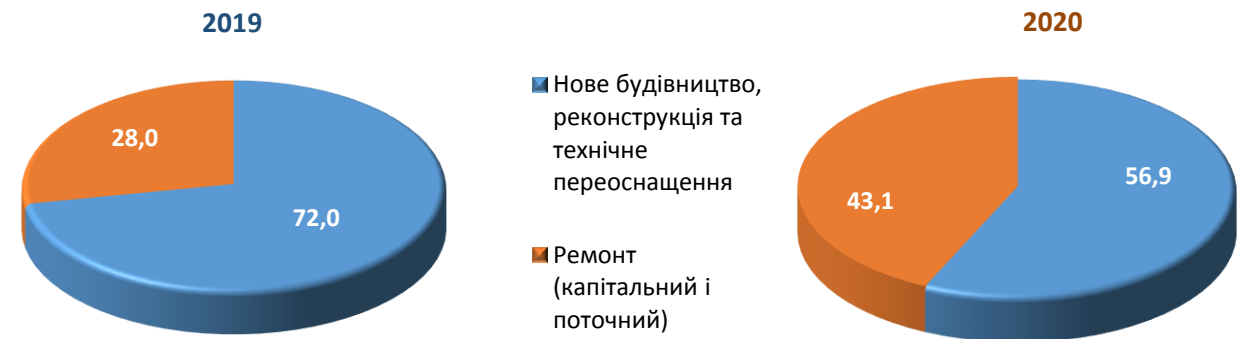 2019
28,0
72,0
Нове будівництво,
реконструкція та
технічне
переоснащення
Ремонт
(капітальний і
поточний)
2020
43,1
56,9